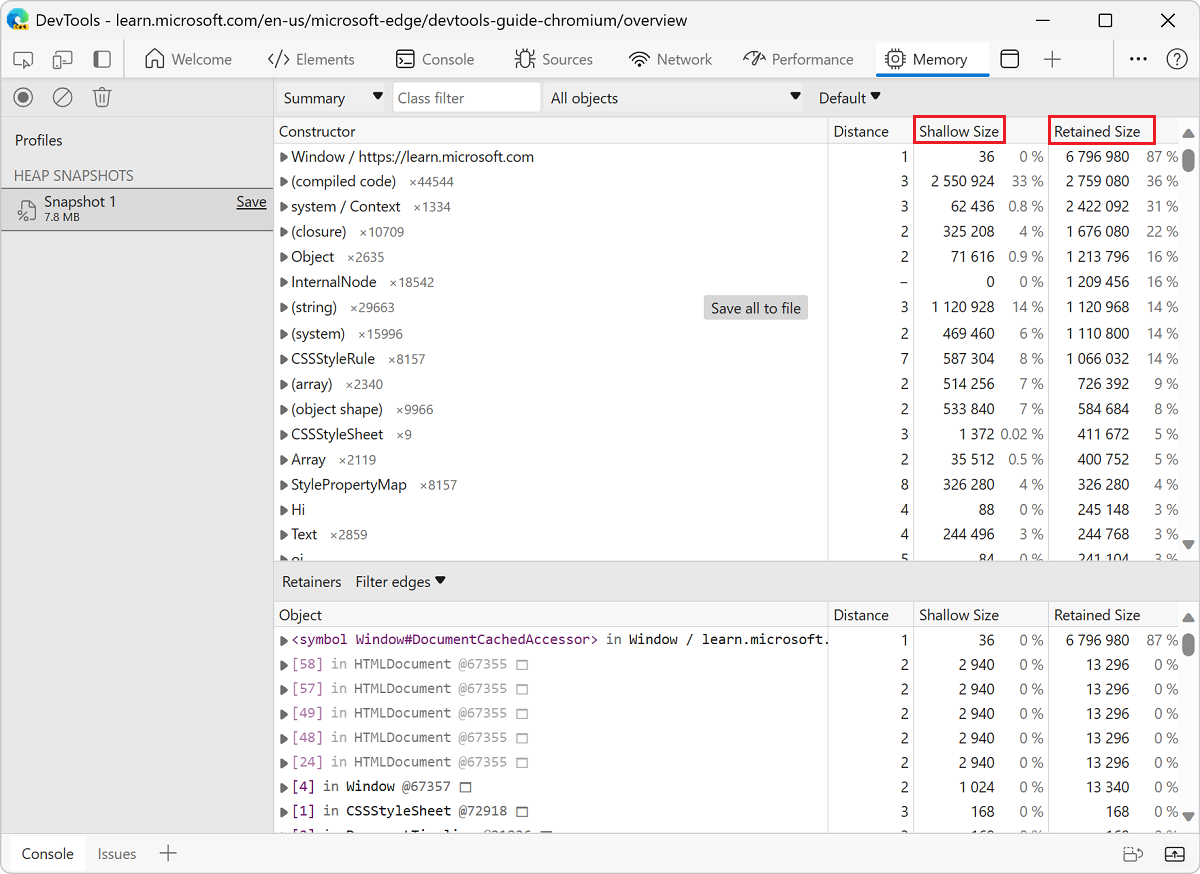 DevTools - learn.microsoft.com/en-us/microsoft-edge/devtools-guide-chromium/overview
Welcome Elements Console Sources Network Performance Memory
Summary Class filter All objects Default
Profiles
HEAP SNAPSHOTS
Snapshot 1 Save
7.8 MB
Constructor Distance Shallow Size Retained Size
Window / https://learn.microsoft.com 1 36 0 % 6 796 980 87 %
(compiled code) ×44544 3 2 550 924 33 % 2 759 080 36 %
system / Context ×1334 3 62 436 0.8 % 2 422 092 31 %
(closure) ×10709 2 325 208 4 % 1 676 080 22 %
Object ×2635 2 71 616 0.9 % 1 213 796 16 %
InternalNode ×18542 – 0 0 % 1 209 456 16 %
(string) ×29663 Save all to file 3 1 120 928 14 % 1 120 968 14 %
(system) ×15996 2 469 460 6 % 1 110 800 14 %
CSSStyleRule ×8157 7 587 304 8 % 1 066 032 14 %
(array) ×2340 2 514 256 7 % 726 392 9 %
(object shape) ×9966 2 533 840 7 % 584 684 8 %
CSSStyleSheet ×9 3 1 372 0.02 % 411 672 5 %
Array ×2119 2 35 512 0.5 % 400 752 5 %
StylePropertyMap ×8157 8 326 280 4 % 326 280 4 %
Hi 4 88 0 % 245 148 3 %
Text ×2859 4 244 496 3 % 244 768 3 %
5 84 0 % 241 104 3 %
Retainers Filter edges
Object Distance Shallow Size Retained Size
<symbol Window#DocumentCachedAccessor> in Window / learn.microsoft. 1 36 0 % 6 796 980 87 %
[58] in HTMLDocument @67355 2 2 940 0 % 13 296 0 %
[57] in HTMLDocument @67355 2 2 940 0 % 13 296 0 %
[49] in HTMLDocument @67355 2 2 940 0 % 13 296 0 %
[48] in HTMLDocument @67355 2 2 940 0 % 13 296 0 %
[24] in HTMLDocument @67355 2 2 940 0 % 13 296 0 %
[4] in Window @67357 2 1 024 0 % 13 340 0 %
[1] in CSSStyleSheet @72918 3 168 0 % 168 0 %
Console Issues